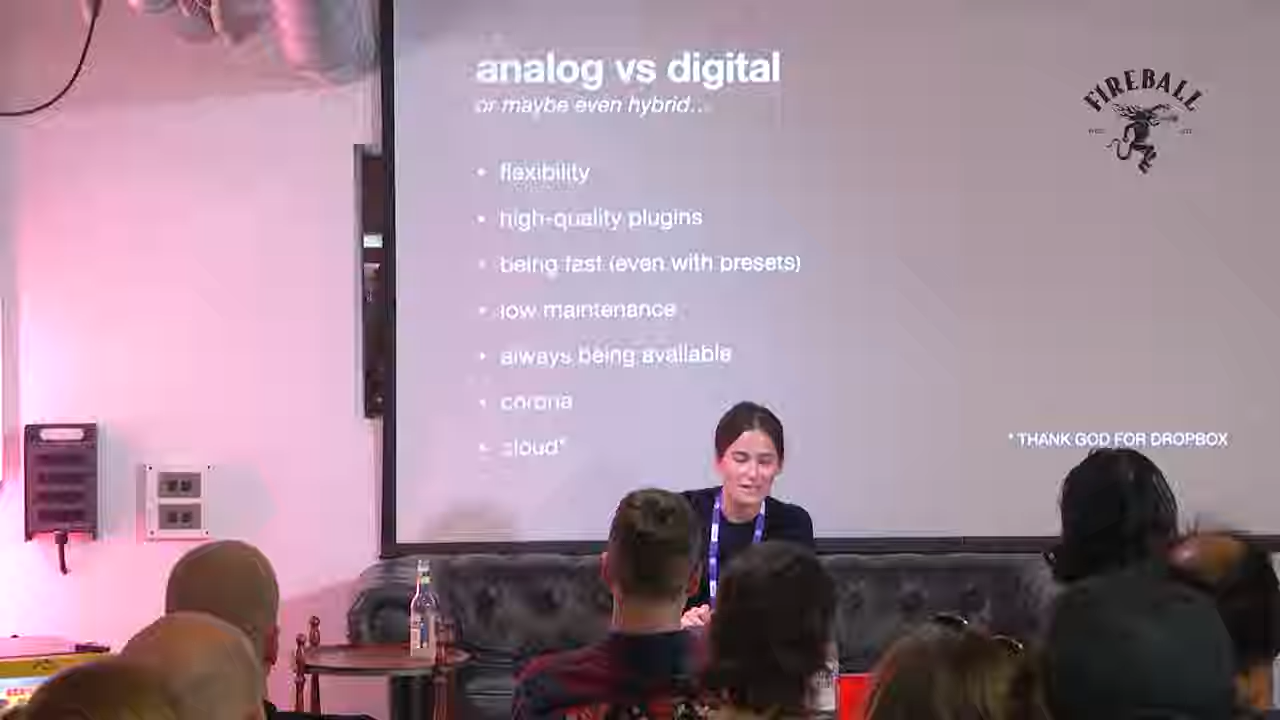 analog vs digital
or maybe even hybrid...
FIREBALL
• flexibility
• high-quality plugins
• being fast (even with presets)
• low maintenance
• always being available
• corona
• cloud*
* THANK GOD FOR DROPBOX